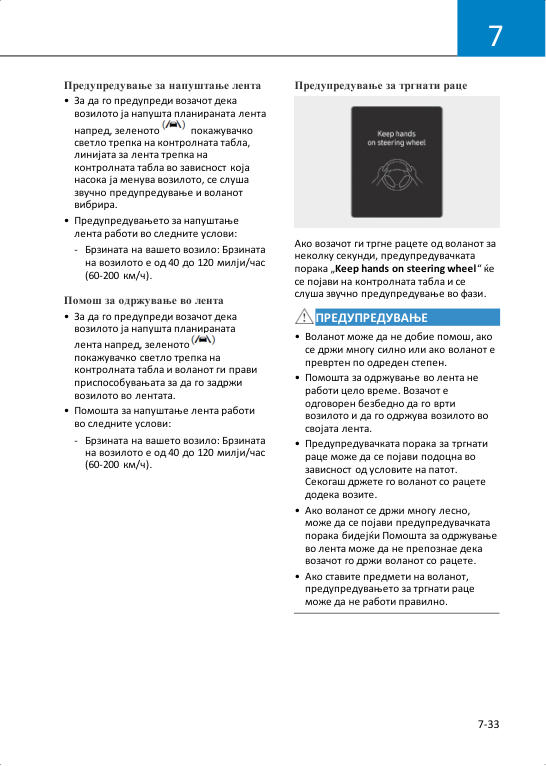 7
Предупредување за напуштање лента
• За да го предупреди возачот дека
возилото ја напушта планираната лента
напред, зеленото покажувачко
светло трепка на контролната табла,
линијата за лента трепка на
контролната табла во зависност која
насока ја менува возилото, се слуша
звучно предупредување и воланот
вибрира.
• Предупредувањето за напуштање
лента работи во следните услови:
- Брзината на вашето возило: Брзината
на возилото е од 40 до 120 милји/час
(60-200 км/ч).
Помош за одржување во лента
• За да го предупреди возачот дека
возилото ја напушта планираната
лента напред, зеленото
покажувачко светло трепка на
контролната табла и воланот ги прави
приспособувањата за да го задржи
возилото во лентата.
• Помошта за напуштање лента работи
во следните услови:
- Брзината на вашето возило: Брзината
на возилото е од 40 до 120 милји/час
(60-200 км/ч).
Предупредување за тргнати раце
Keep hands
on steering wheel
Ако возачот ги тргне рацете од воланот за
неколку секунди, предупредувачката
порака „Keep hands on steering wheel“ ќе
се појави на контролната табла и се
слуша звучно предупредување во фази.
ПРЕДУПРЕДУВАЊЕ
• Воланот може да не добие помош, ако
се држи многу силно или ако воланот е
превртен по одреден степен.
• Помошта за одржување во лента не
работи цело време. Возачот е
одговорен безбедно да го врти
возилото и да го одржува возилото во
својата лента.
• Предупредувачката порака за тргнати
раце може да се појави подоцна во
зависност од условите на патот.
Секогаш држете го воланот со рацете
додека возите.
• Ако воланот се држи многу лесно,
може да се појави предупредувачката
порака бидејќи Помошта за одржување
во лента може да не препознае дека
возачот го држи воланот со рацете.
• Ако ставите предмети на воланот,
предупредувањето за тргнати раце
може да не работи правилно.
7-33